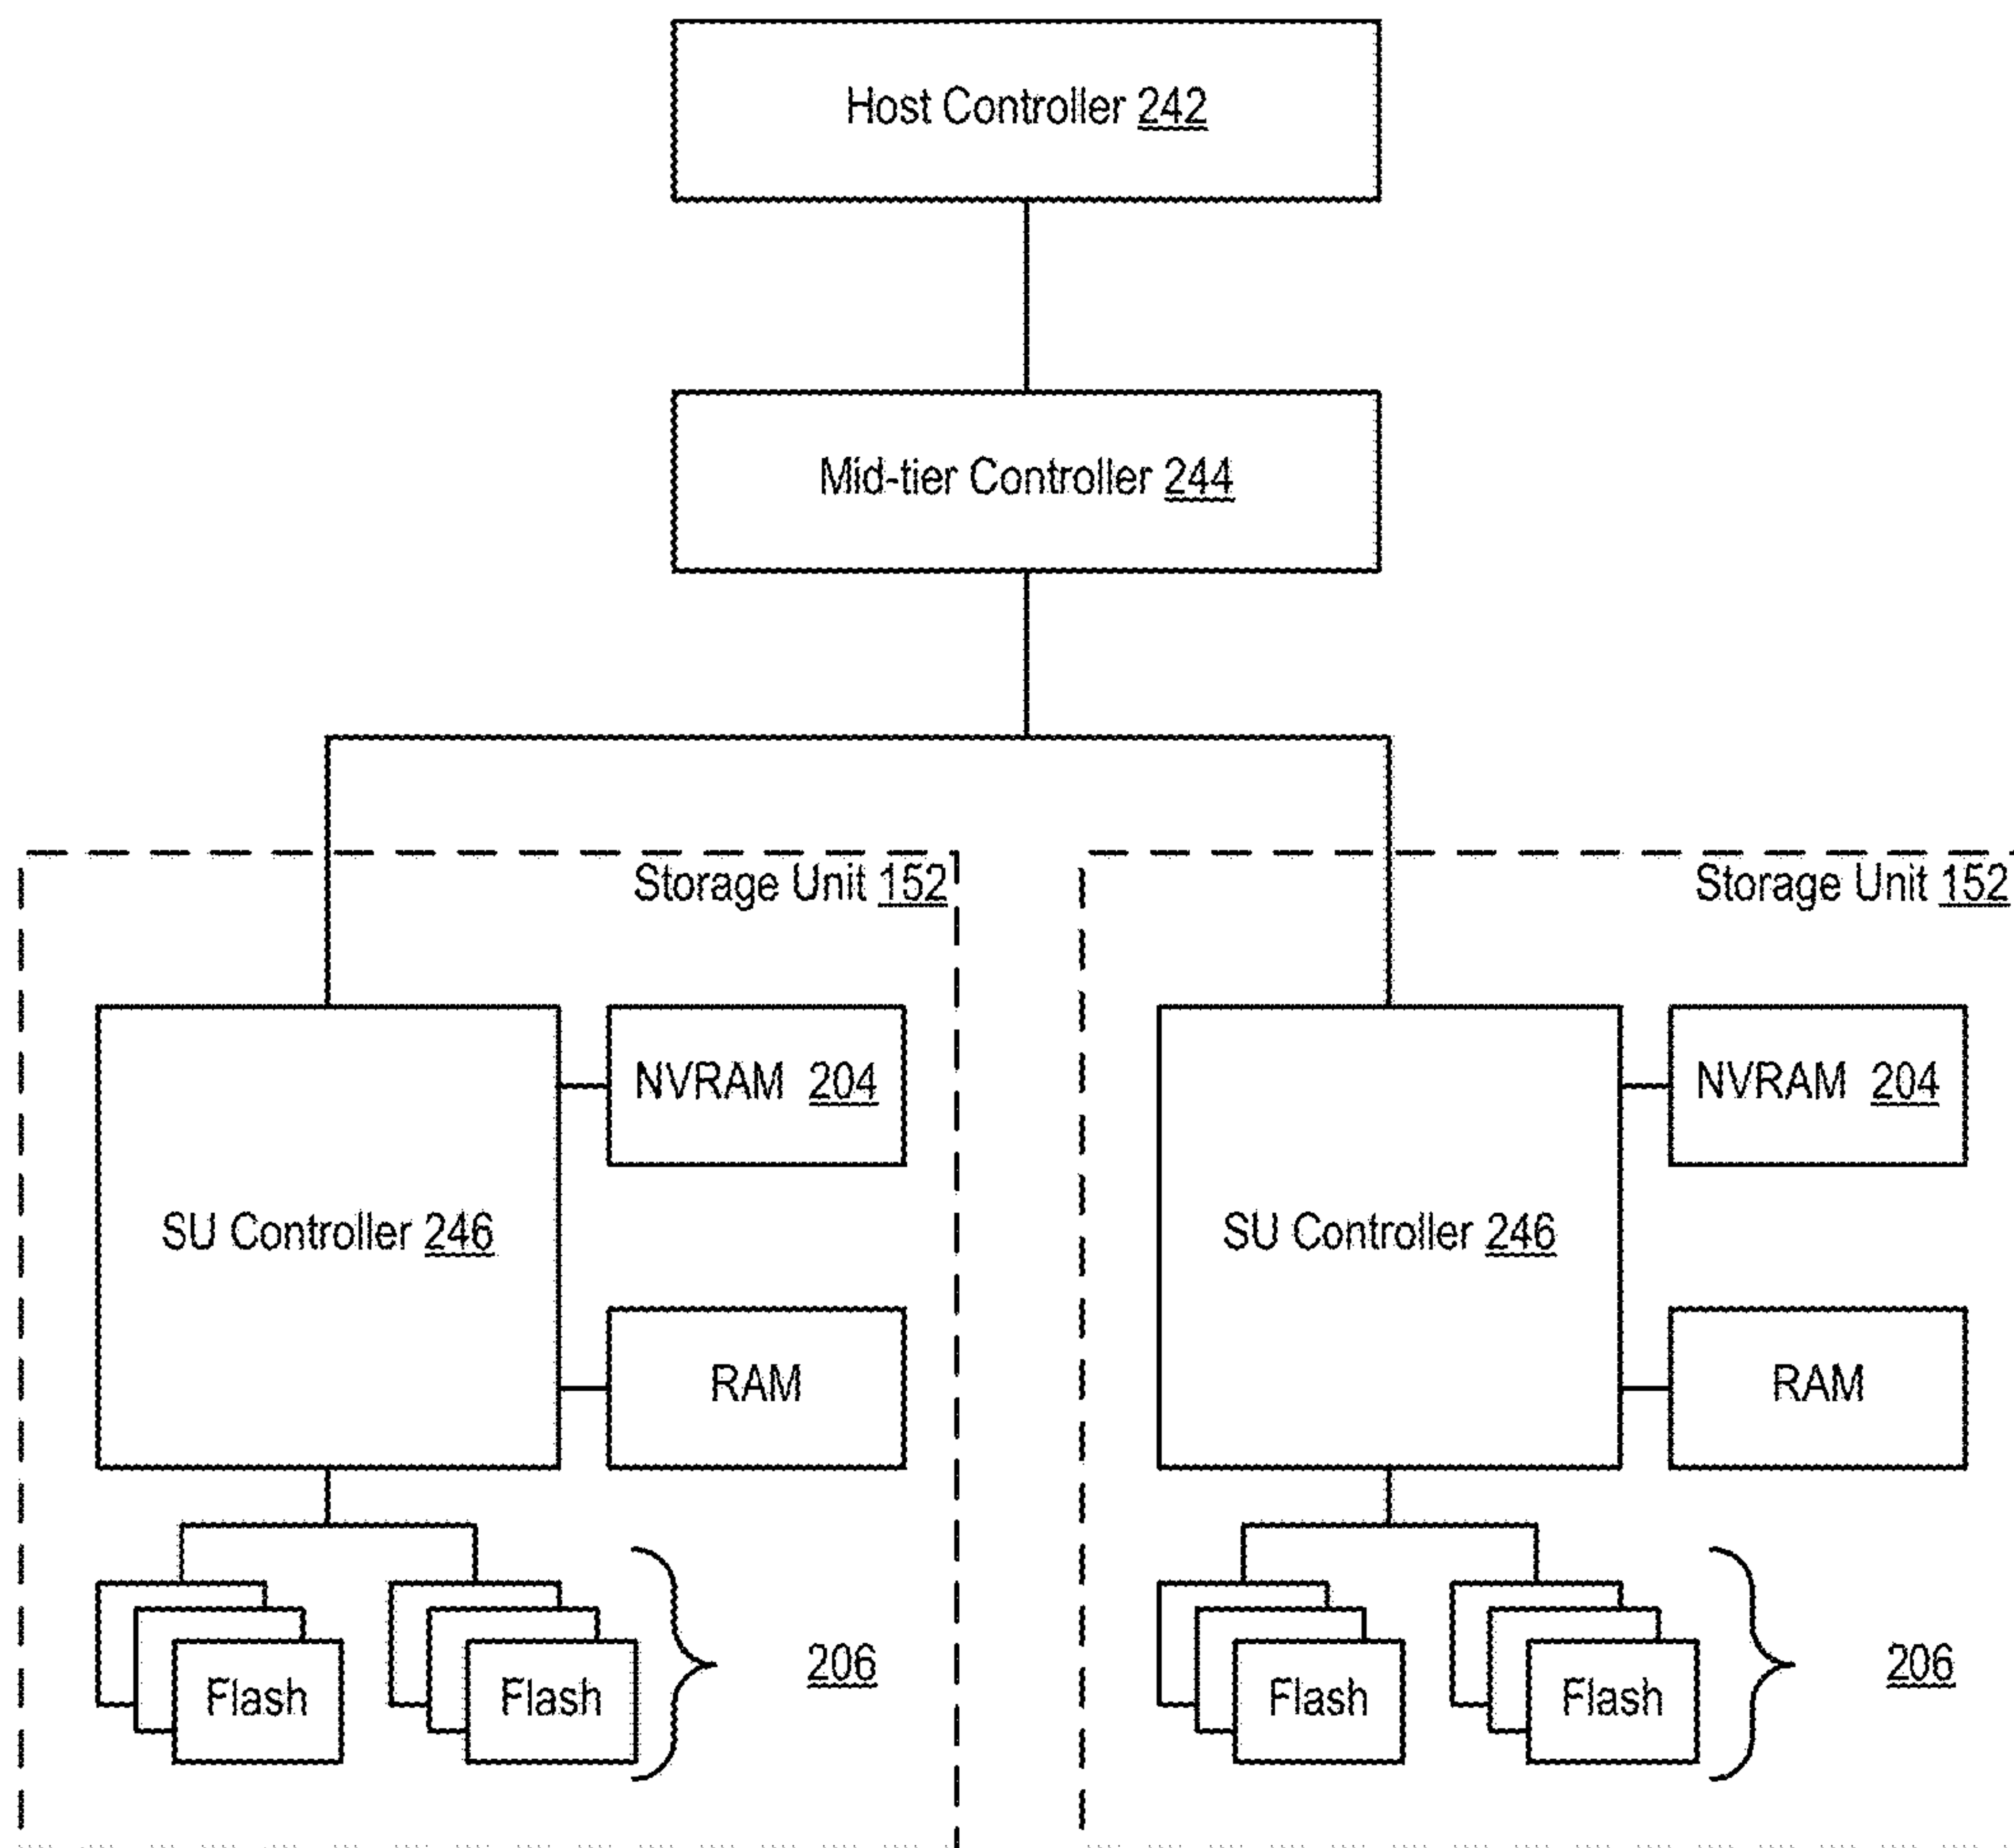 Host Controller 242
Mid-tier Controller 244
Storage Unit 152
Storage Unit 152
NVRAM 204
NVRAM 204
SU Controller 246
SU Controller 246
RAM
RAM
206
206
Flash
Flash
Flash
Flash